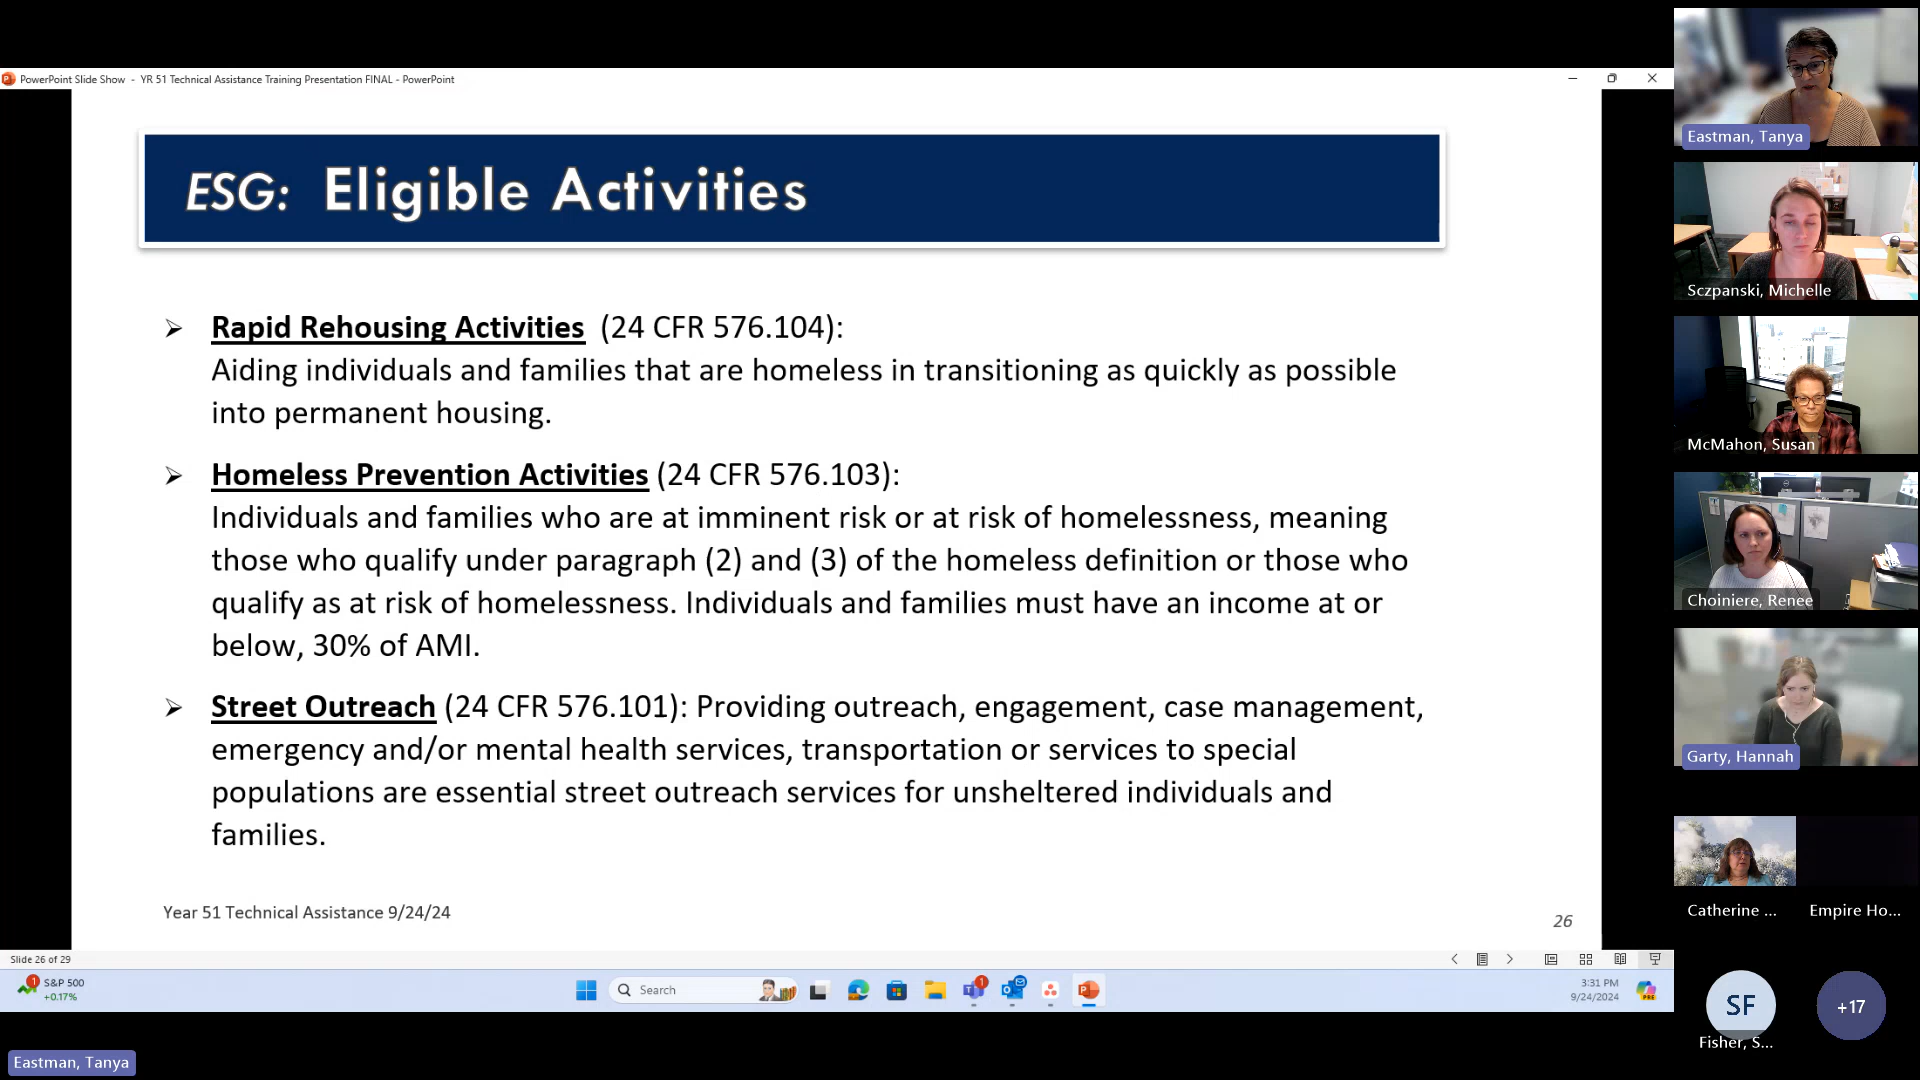 PowerPoint Slide Show - YR 51 Technical Assistance Training Presentation FINAL - PowerPoint
ESG: Eligible Activities
Rapid Rehousing Activities (24 CFR 576.104):
Aiding individuals and families that are homeless in transitioning as quickly as possible
into permanent housing.
Homeless Prevention Activities (24 CFR 576.103):
Individuals and families who are at imminent risk or at risk of homelessness, meaning
those who qualify under paragraph (2) and (3) of the homeless definition or those who
qualify as at risk of homelessness. Individuals and families must have an income at or
below, 30% of AMI.
Street Outreach (24 CFR 576.101): Providing outreach, engagement, case management,
emergency and/or mental health services, transportation or services to special
populations are essential street outreach services for unsheltered individuals and
families.
Year 51 Technical Assistance 9/24/24
26
Slide 26 of 29
1
S&P 500
+0.17%
Search
1
3:31 PM
9/24/2024
PRE
Eastman, Tanya
Eastman, Tanya
Sczpanski, Michelle
McMahon, Susan
Choiniere, Renee
Garty, Hannah
Catherine ...
Empire Ho...
SF
+17
Fisher, S...